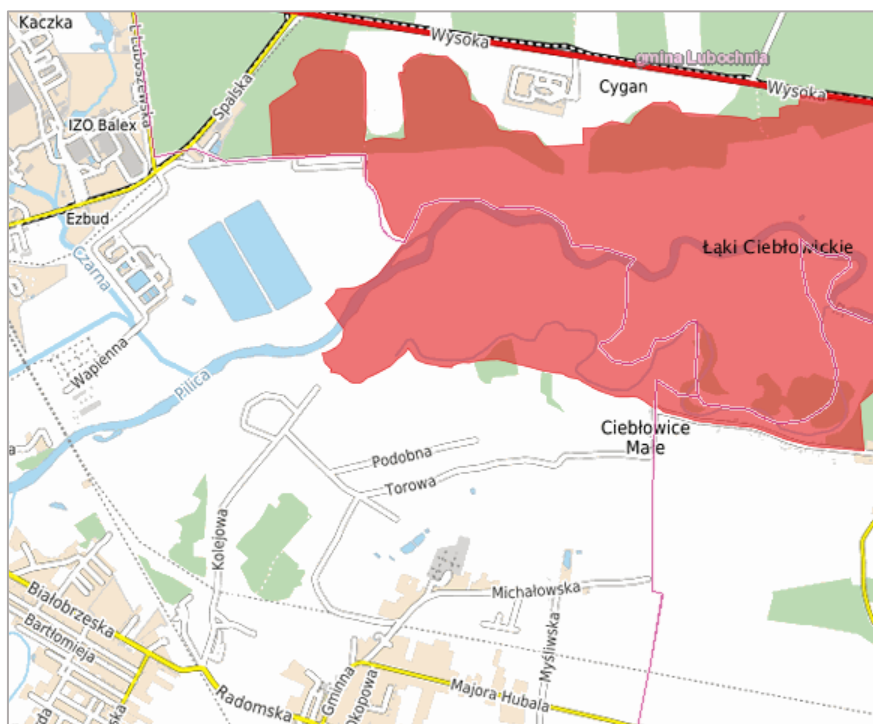 Kaczka
Wysoka
gmina Lubochnia
Wysoka
Cygan
L. Luboszewska
Spalska
IZO Balex
Ezbud
Łąki Ciebłowickie
Czarna
Wapienna
Pilica
Ciebłowice
Małe
Podobna
Torowa
Kolejowa
Michałowska
Myśliwska
Białobrzeska
Bartłomieja
Gminna
Majora Hubala
Radomska